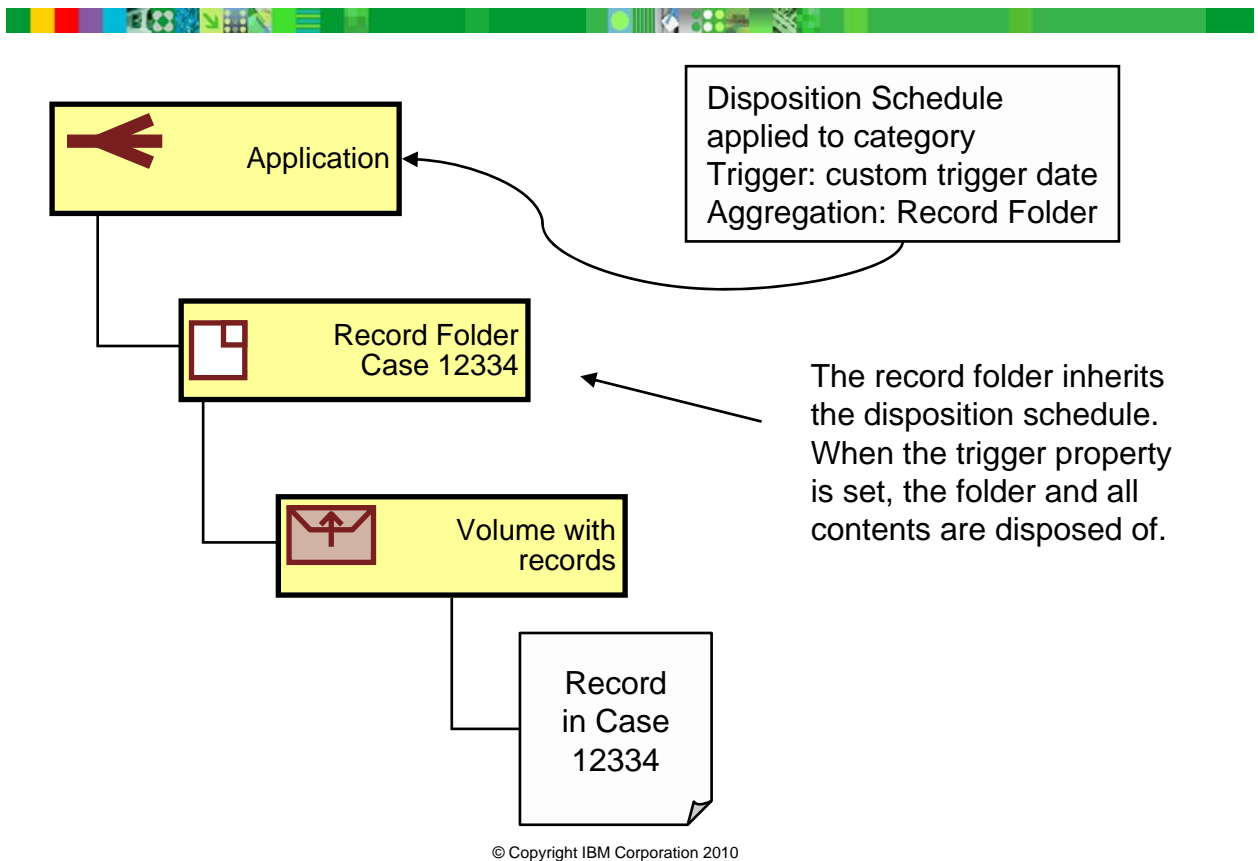 Disposition Schedule
applied to category
Trigger: custom trigger date
Aggregation: Record Folder
Application
Record Folder
Case 12334
The record folder inherits
the disposition schedule.
When the trigger property
is set, the folder and all
contents are disposed of.
Volume with
records
Record
in Case
12334
© Copyright IBM Corporation 2010